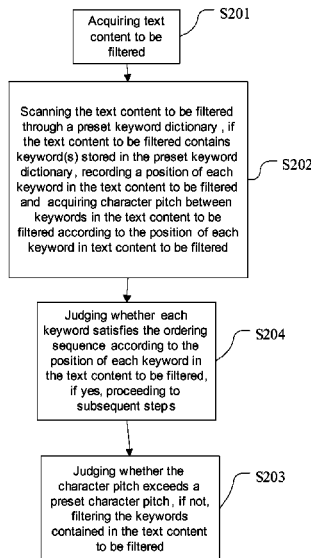 S201
Acquiring text
content to be
filtered
Scanning the text content to be filtered
through a preset keyword dictionary , if
the text content to be filtered contains
keyword(s) stored in the preset keyword
dictionary, recording a position of each
keyword in the text content to be filtered
and acquiring character pitch between
keywords in the text content to be
filtered according to the position of each
keyword in text content to be filtered
S202
Judging whether each
keyword satisfies the ordering
sequence according to the
position of each keyword in
the text content to be filtered,
if yes, proceeding to
subsequent steps
S204
Judging whether the
character pitch exceeds a
preset character pitch, if not,
filtering the keywords
contained in the text content
to be filtered
S203